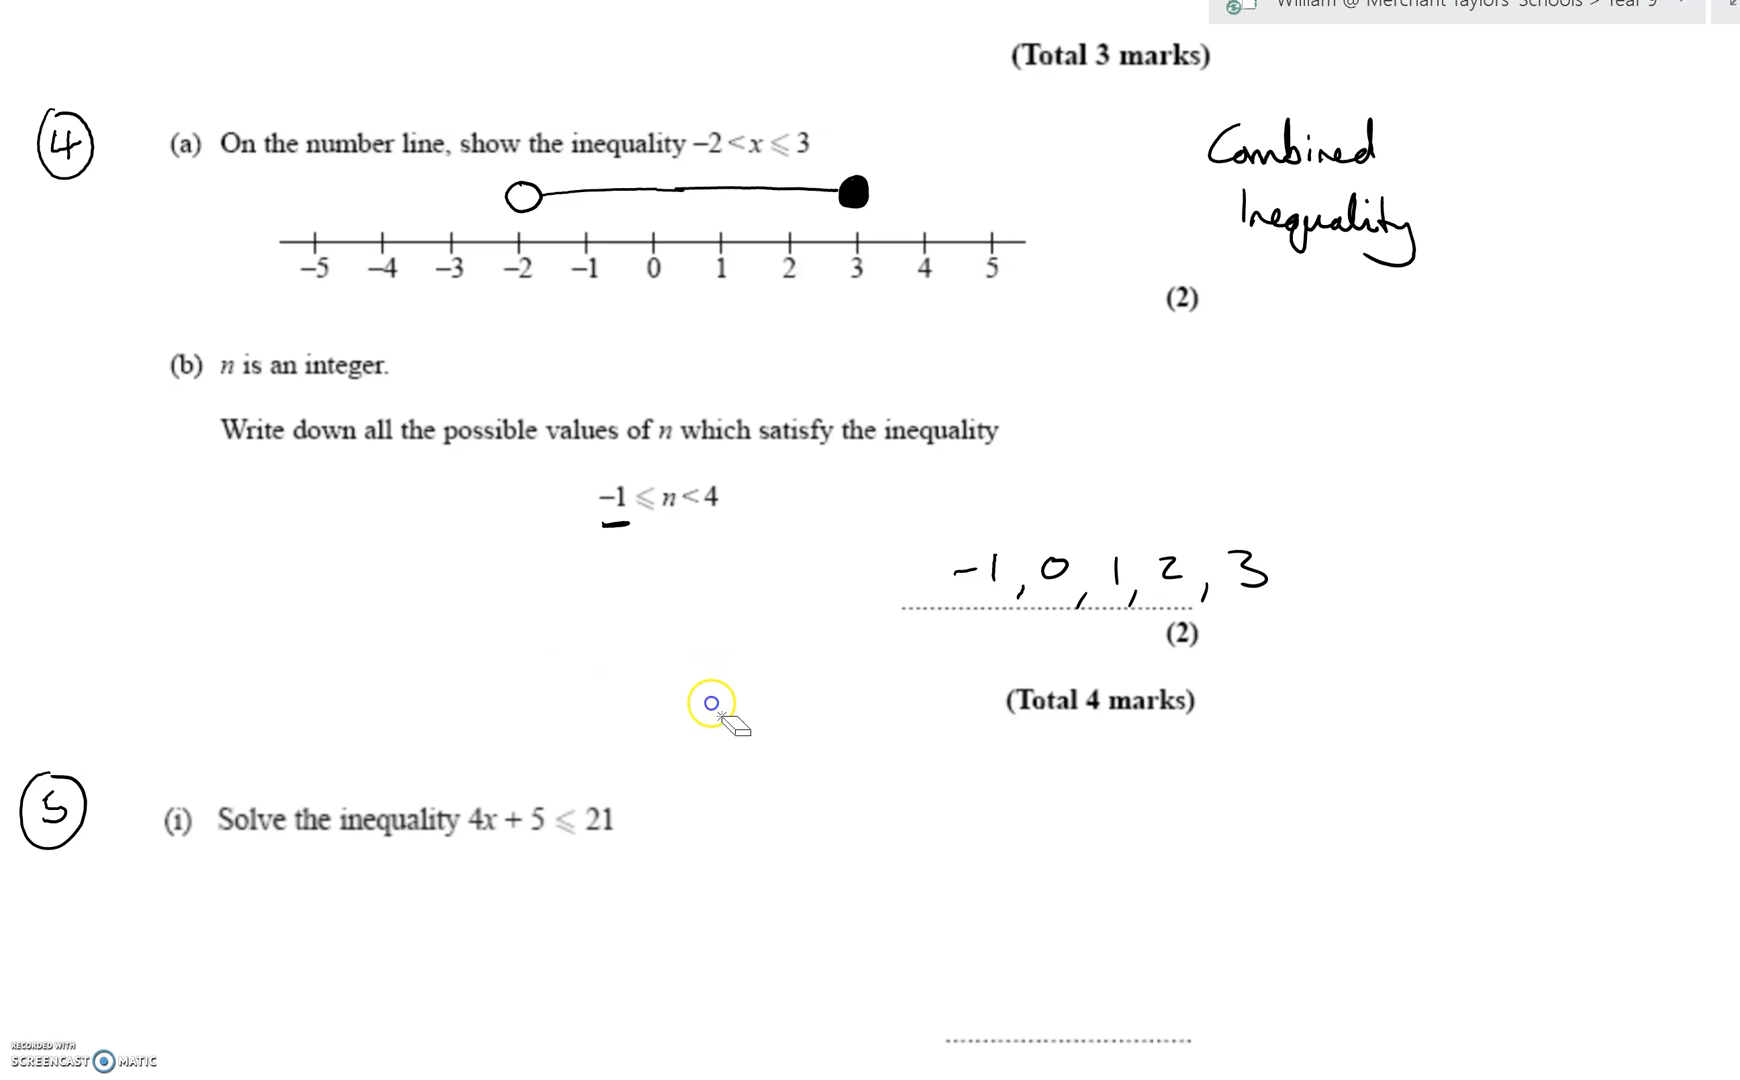 William @ Merchant Taylors' Schools > Year 9
(Total 3 marks)
4
(a) On the number line, show the inequality –2 < x ⩽ 3
Combined
Inequality
–5 –4 –3 –2 –1 0 1 2 3 4 5
(2)
(b) n is an integer.
Write down all the possible values of n which satisfy the inequality
–1 ⩽ n < 4
-1, 0, 1, 2, 3
(2)
(Total 4 marks)
5
(i) Solve the inequality 4x + 5 ⩽ 21
RECORDED WITH
SCREENCAST MATIC